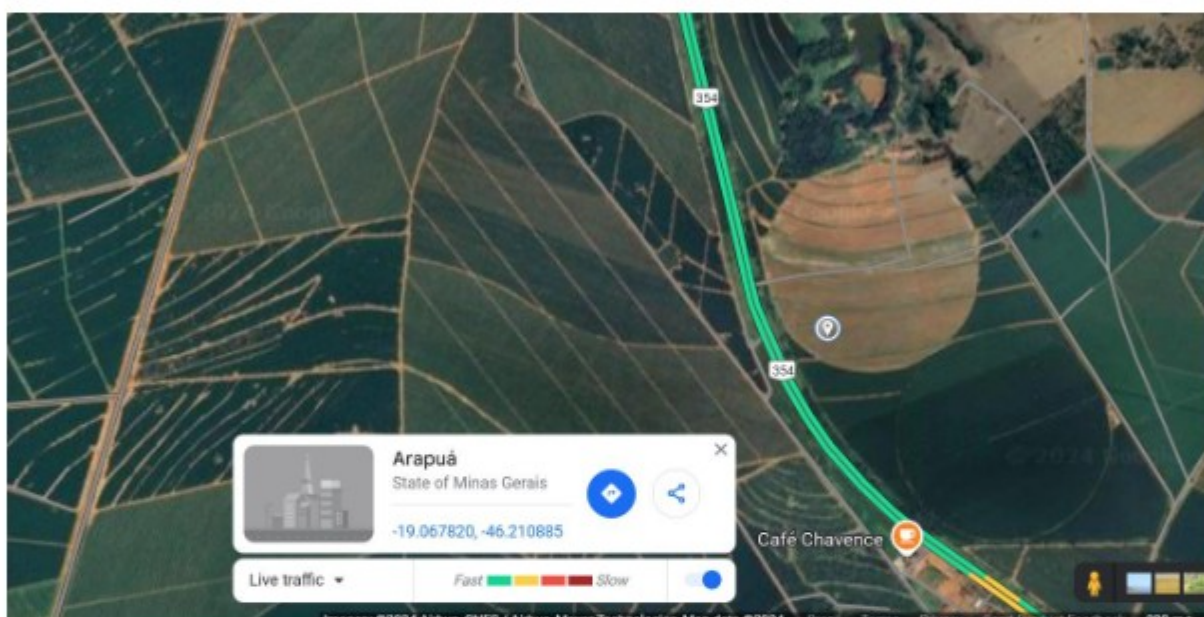 354
354
Arapuá
State of Minas Gerais
-19.067820, -46.210885
Café Chavence
Live traffic
Fast
Slow